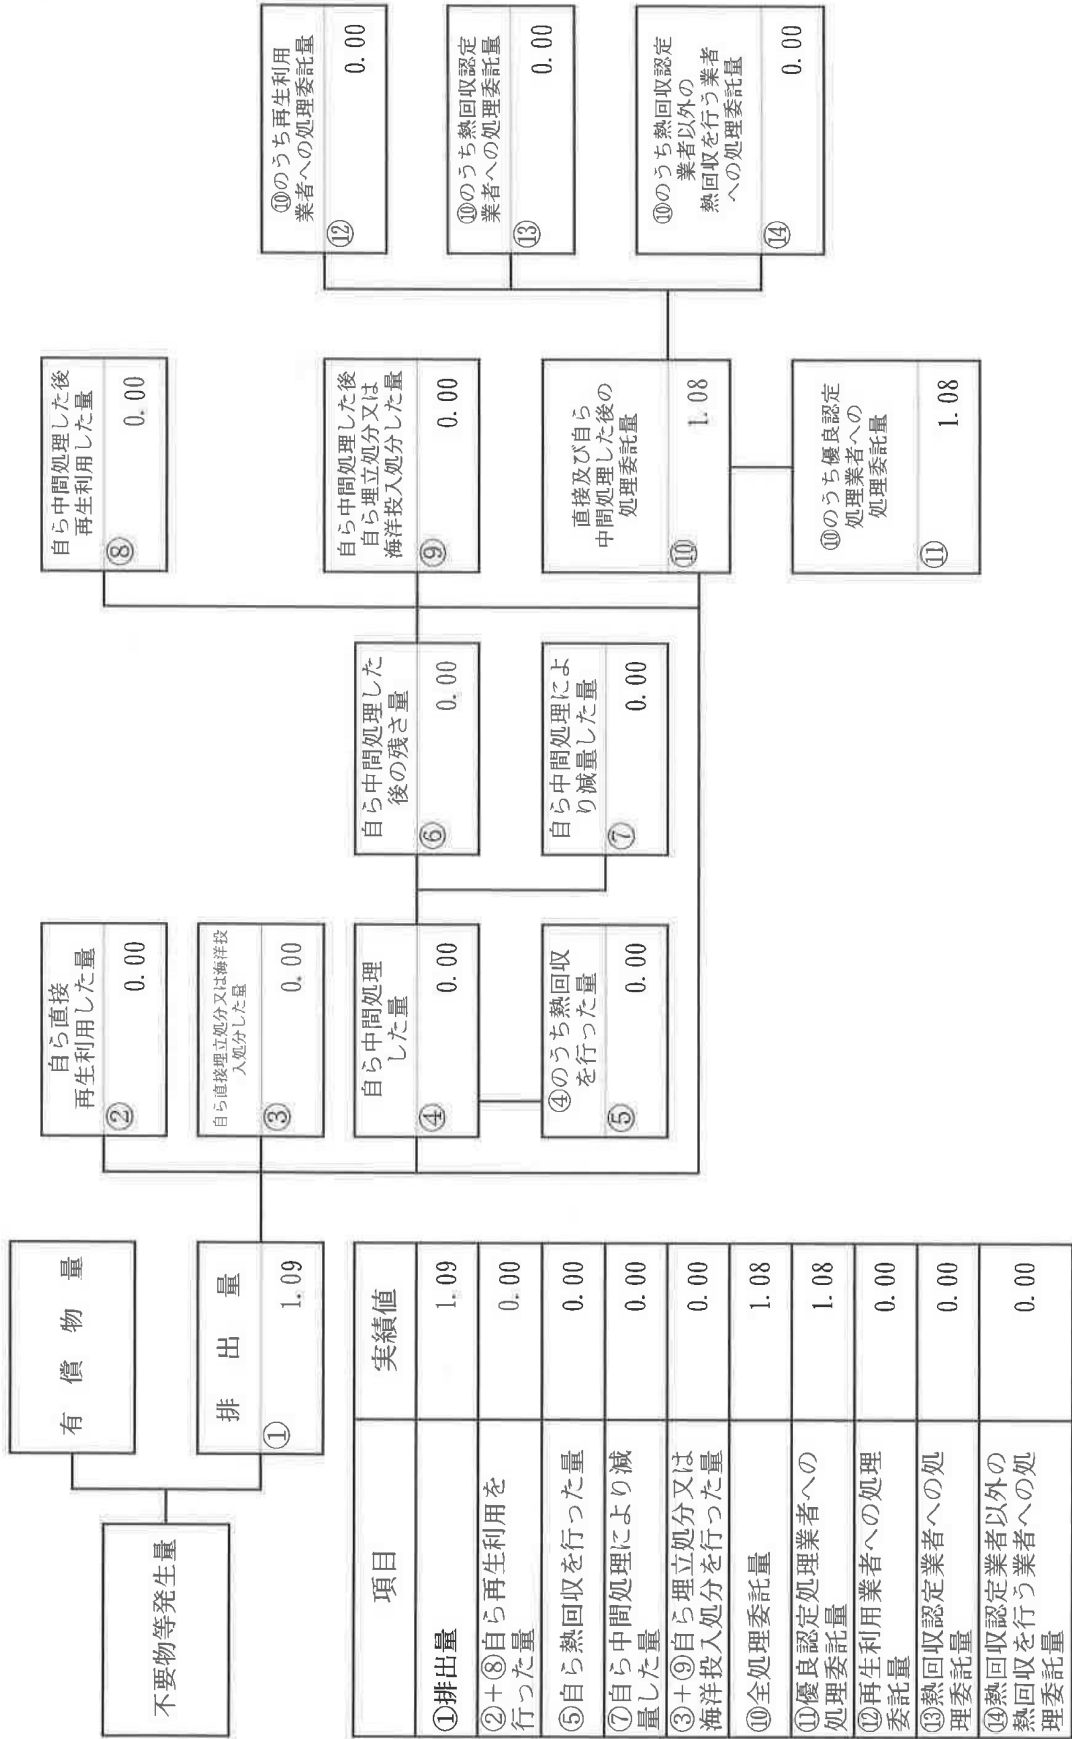 不要物等発生量
有償物量
排出量
①
1.09
自ら直接
再生利用した量
②
0.00
自ら直接埋立処分又は海洋投
入処分した量
③
0.00
自ら中間処理
した量
④
0.00
④のうち熱回収
を行った量
⑤
0.00
自ら中間処理した
後の残さ量
⑥
0.00
自ら中間処理によ
り減量した量
⑦
0.00
自ら中間処理した後
再生利用した量
⑧
0.00
自ら中間処理した後
自ら埋立処分又は
海洋投入処分した量
⑨
0.00
直接及び自ら
中間処理した後の
処理委託量
⑩
1.08
⑩のうち優良認定
処理業者への
処理委託量
⑪
1.08
⑩のうち再生利用
業者への処理委託量
⑫
0.00
⑩のうち熱回収認定
業者への処理委託量
⑬
0.00
⑩のうち熱回収認定
業者以外の
熱回収を行う業者
への処理委託量
⑭
0.00
項目 実績値
①排出量 1.09
②+⑧自ら再生利用を
行った量 0.00
⑤自ら熱回収を行った量 0.00
⑦自ら中間処理により減
量した量 0.00
③+⑨自ら埋立処分又は
海洋投入処分を行った量 0.00
⑩全処理委託量 1.08
⑪優良認定処理業者への
処理委託量 1.08
⑫再生利用業者への処理
委託量 0.00
⑬熱回収認定業者への処
理委託量 0.00
⑭熱回収認定業者以外の
熱回収を行う業者への処
理委託量 0.00